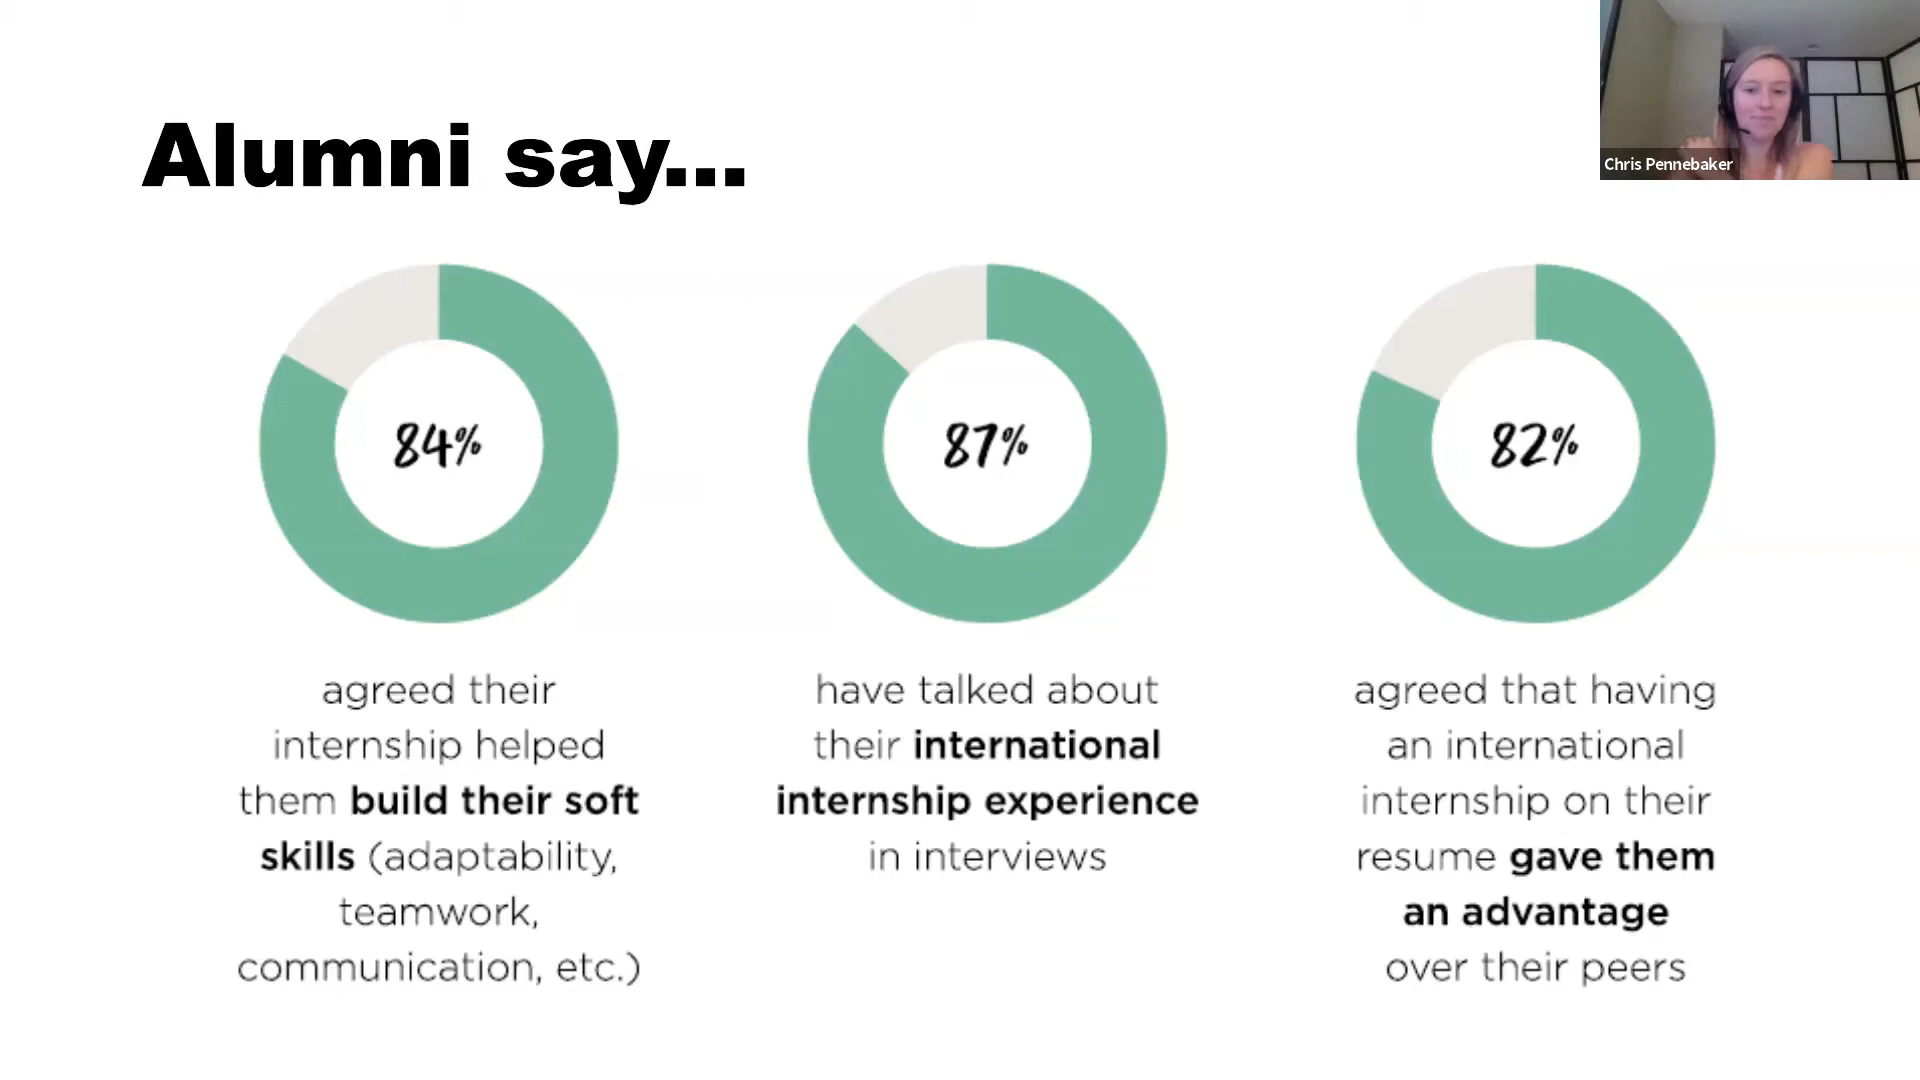 Chris Pennebaker
Alumni say...
84%
agreed their
internship helped
them build their soft
skills (adaptability,
teamwork,
communication, etc.)
87%
have talked about
their international
internship experience
in interviews
82%
agreed that having
an international
internship on their
resume gave them
an advantage
over their peers